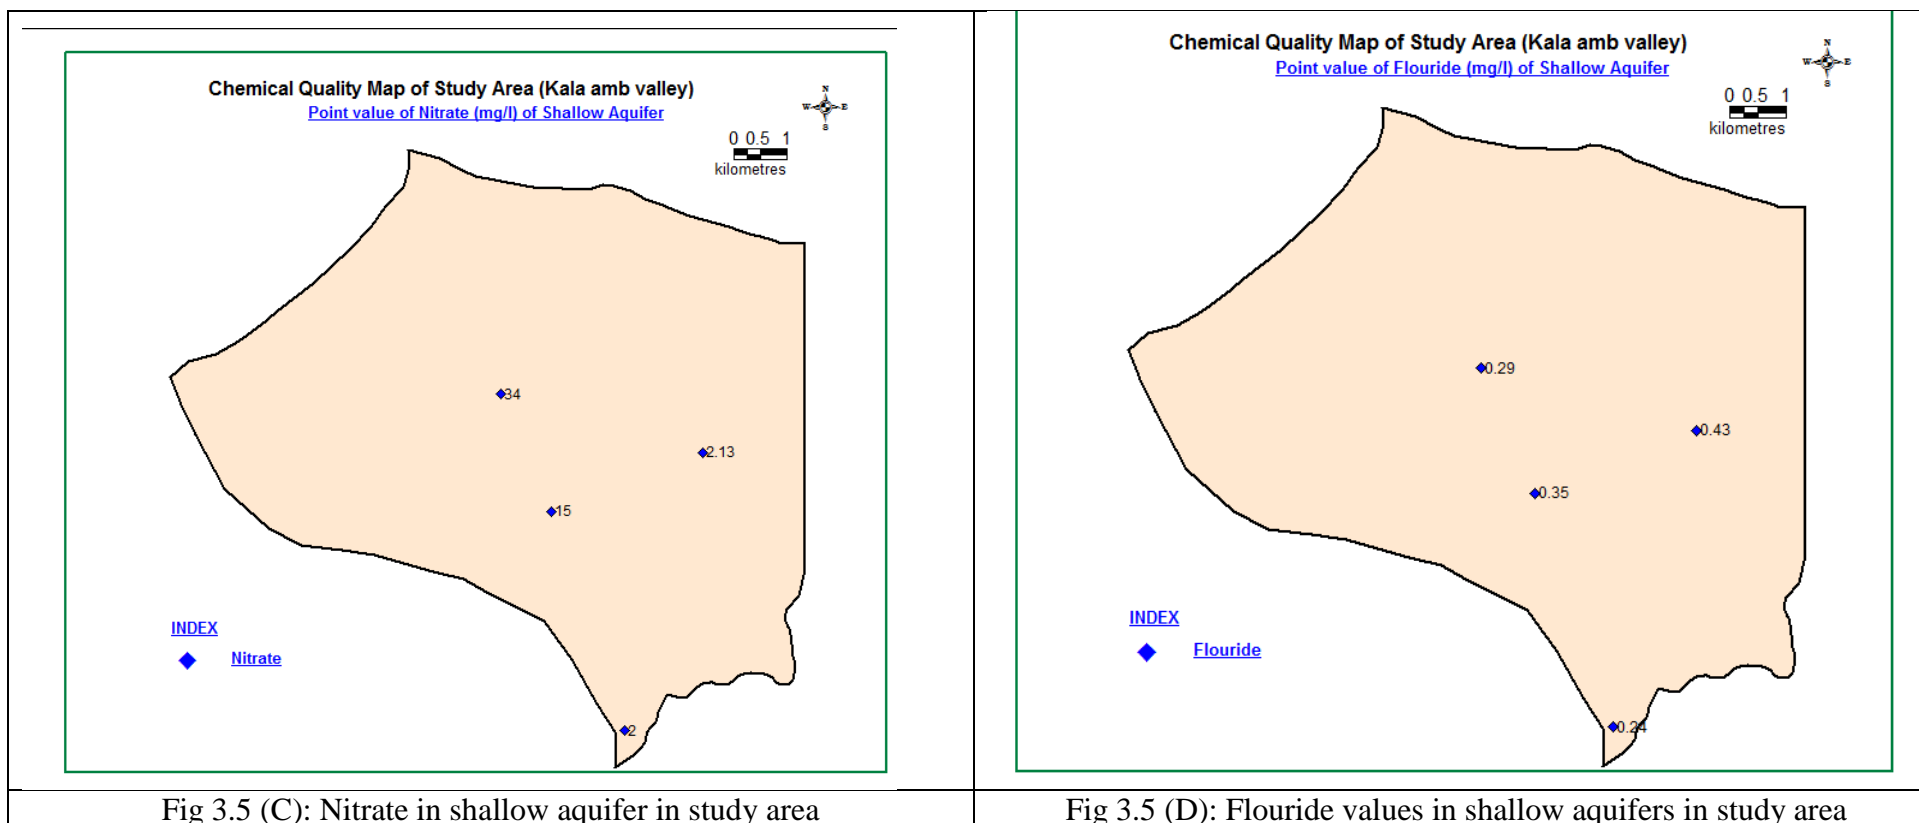 Chemical Quality Map of Study Area (Kala amb valley)
Point value of Nitrate (mg/l) of Shallow Aquifer
N
W E
S
0 0.5 1
kilometres
34
2.13
15
2
INDEX
Nitrate
Fig 3.5 (C): Nitrate in shallow aquifer in study area
Chemical Quality Map of Study Area (Kala amb valley)
Point value of Flouride (mg/l) of Shallow Aquifer
N
W E
S
0 0.5 1
kilometres
0.29
0.43
0.35
0.24
INDEX
Flouride
Fig 3.5 (D): Flouride values in shallow aquifers in study area